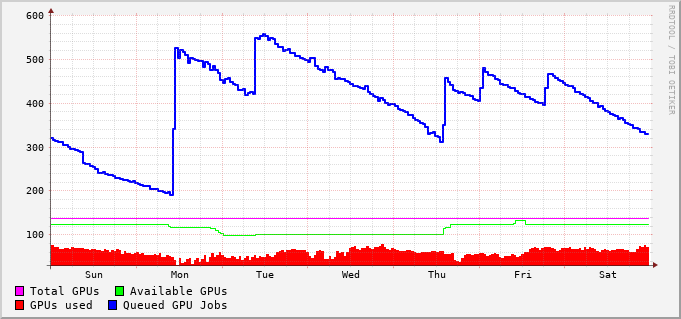 600
500
400
300
200
100
Sun Mon Tue Wed Thu Fri Sat
Total GPUs Available GPUs
GPUs used Queued GPU Jobs
RRDTOOL / TOBI OETIKER